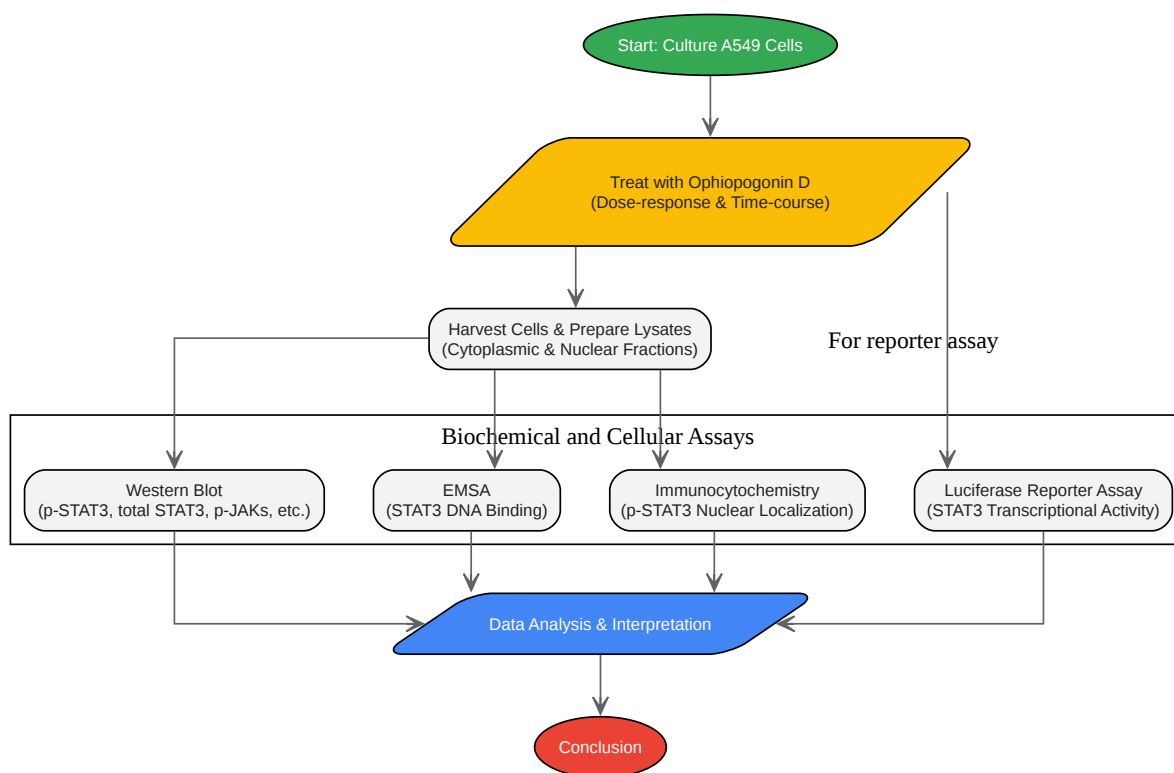 Start: Culture A549 Cells
Treat with Ophiopogonin D
(Dose-response & Time-course)
Harvest Cells & Prepare Lysates
(Cytoplasmic & Nuclear Fractions)
For reporter assay
Biochemical and Cellular Assays
Western Blot
(p-STAT3, total STAT3, p-JAKs, etc.)
EMSA
(STAT3 DNA Binding)
Immunocytochemistry
(p-STAT3 Nuclear Localization)
Luciferase Reporter Assay
(STAT3 Transcriptional Activity)
Data Analysis & Interpretation
Conclusion